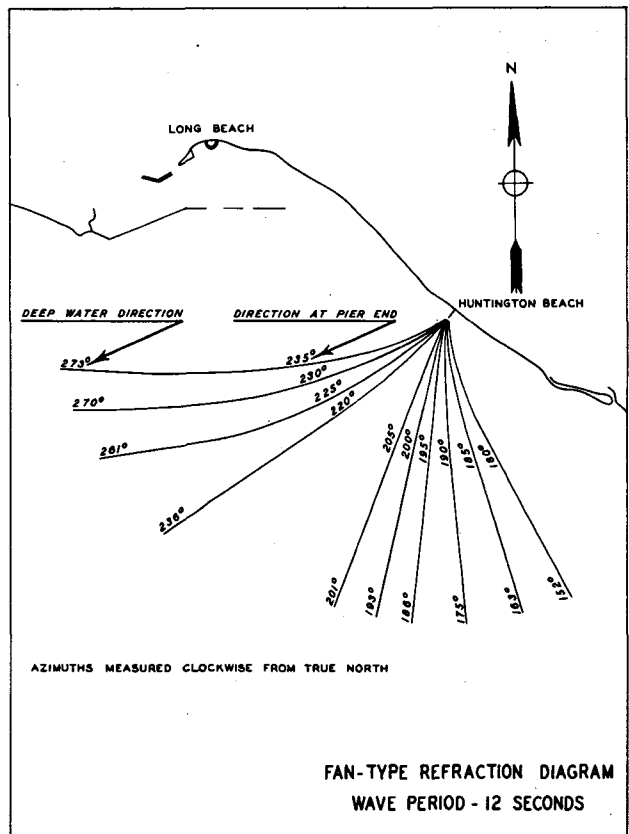 N
LONG BEACH
HUNTINGTON BEACH
DEEP WATER DIRECTION
DIRECTION AT PIER END
273°
235°
270°
230°
261°
225°
236°
220°
205°
200°
195°
190°
185°
180°
201°
193°
186°
175°
163°
152°
AZIMUTHS MEASURED CLOCKWISE FROM TRUE NORTH
FAN-TYPE REFRACTION DIAGRAM
WAVE PERIOD - 12 SECONDS